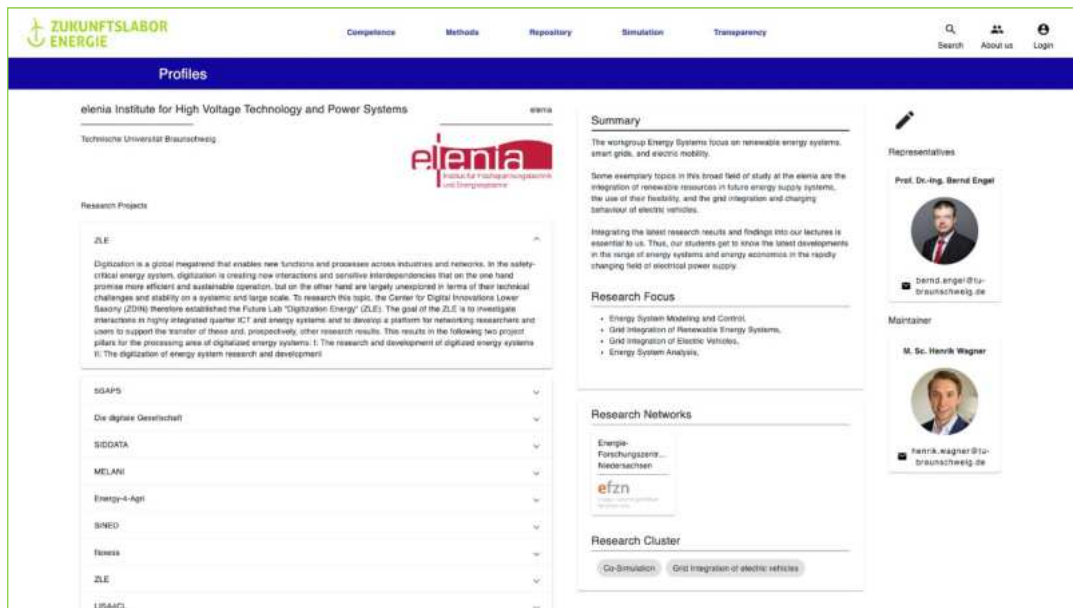 ZUKUNFTSLABOR
ENERGIE
Competence Methods Repository Simulation Transparency
Search About us Login
Profiles
elenia Institute for High Voltage Technology and Power Systems
elenia
Technische Universität Braunschweig
elenia
Institut für Hochspannungstechnik
und Energiesysteme
Research Projects
ZLE
Digitization is a global megatrend that enables new functions and processes across industries and networks. In the safety-
critical energy system, digitization is creating new interactions and sensitive interdependencies that on the one hand
promise more efficient and sustainable operation, but on the other hand are largely unexplored in terms of their technical
challenges and stability on a systemic and large scale. To research this topic, the Center for Digital Innovations Lower
Saxony (ZDIN) therefore established the Future Lab "Digitization Energy" (ZLE). The goal of the ZLE is to investigate
interactions in highly integrated quarter ICT and energy systems and to develop a platform for networking researchers and
users to support the transfer of these and, prospectively, other research results. This results in the following two project
pillars for the processing area of digitalized energy systems: I: The research and development of digitized energy systems
II: The digitization of energy system research and development
5GAPS
Die digitale Gesellschaft
SIDDATA
MELANI
Energy-4-Agri
SiNED
flexess
ZLE
LISA4CL
Summary
The workgroup Energy Systems focus on renewable energy systems,
smart grids, and electric mobility.
Some exemplary topics in this broad field of study at the elenia are the
integration of renewable resources in future energy supply systems,
the use of their flexibility, and the grid integration and charging
behaviour of electric vehicles.
Integrating the latest research results and findings into our lectures is
essential to us. Thus, our students get to know the latest developments
in the range of energy systems and energy economics in the rapidly
changing field of electrical power supply.
Research Focus
• Energy System Modeling and Control,
• Grid Integration of Renewable Energy Systems,
• Grid Integration of Electric Vehicles,
• Energy System Analysis,
Research Networks
Energie-
Forschungszentr...
Niedersachsen
efzn
Research Cluster
Co-Simulation Grid integration of electric vehicles
Representatives
Prof. Dr.-Ing. Bernd Engel
bernd.engel@tu-
braunschweig.de
Maintainer
M. Sc. Henrik Wagner
henrik.wagner@tu-
braunschweig.de